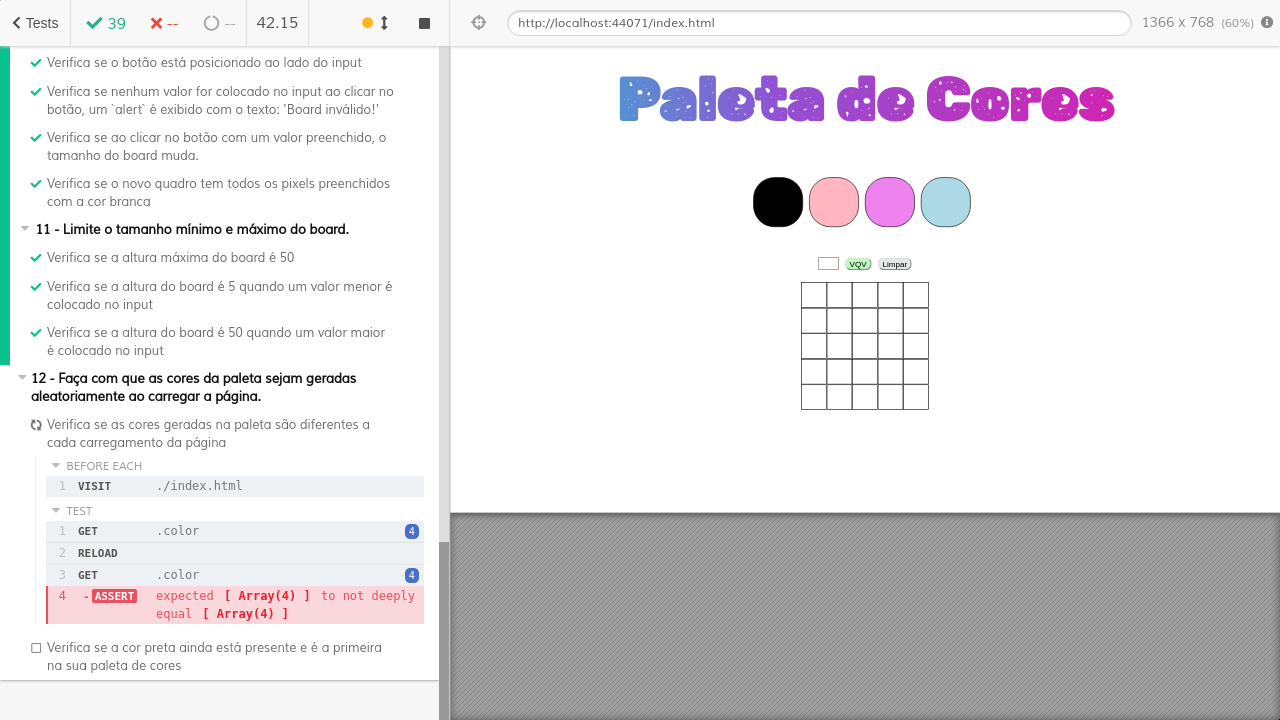 Tests 39 -- -- 42.15 http://localhost:44071/index.html 1366 x 768 (60%)
Verifica se o botão está posicionado ao lado do input
Verifica se nenhum valor for colocado no input ao clicar no
botão, um `alert` é exibido com o texto: 'Board inválido!'
Verifica se ao clicar no botão com um valor preenchido, o
tamanho do board muda.
Verifica se o novo quadro tem todos os pixels preenchidos
com a cor branca
11 - Limite o tamanho mínimo e máximo do board.
Verifica se a altura máxima do board é 50
Verifica se a altura do board é 5 quando um valor menor é
colocado no input
Verifica se a altura do board é 50 quando um valor maior
é colocado no input
12 - Faça com que as cores da paleta sejam geradas
aleatoriamente ao carregar a página.
Verifica se as cores geradas na paleta são diferentes a
cada carregamento da página
BEFORE EACH
1 VISIT ./index.html
TEST
1 GET .color 4
2 RELOAD
3 GET .color 4
4 -ASSERT expected [ Array(4) ] to not deeply
equal [ Array(4) ]
Verifica se a cor preta ainda está presente e é a primeira
na sua paleta de cores
Paleta de Cores
VQV Limpar